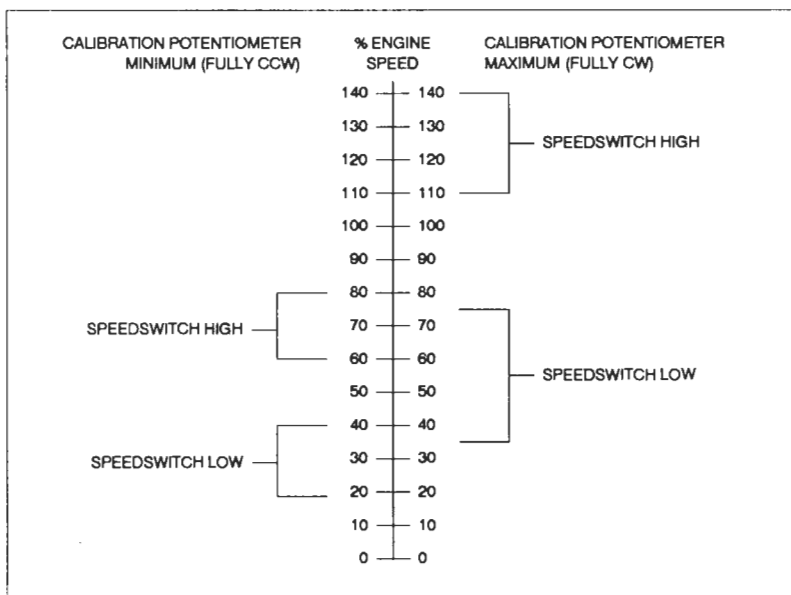 CALIBRATION POTENTIOMETER
MINIMUM (FULLY CCW)
% ENGINE
SPEED
CALIBRATION POTENTIOMETER
MAXIMUM (FULLY CW)
140 140
130 130
120 120
110 110
100 100
90 90
80 80
70 70
60 60
50 50
40 40
30 30
20 20
10 10
0 0
SPEEDSWITCH HIGH
SPEEDSWITCH LOW
SPEEDSWITCH HIGH
SPEEDSWITCH LOW